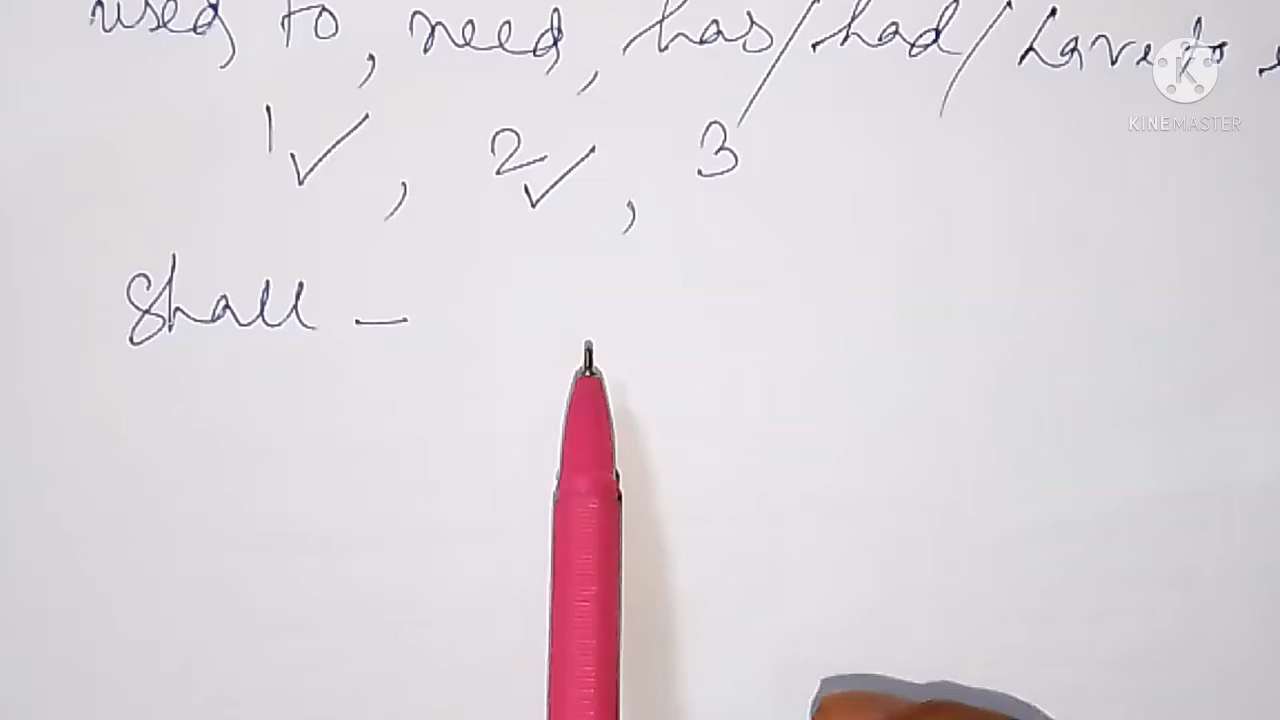 used to, need, has/had/have to
KINEMASTER
1✓, 2✓, 3
Shall –